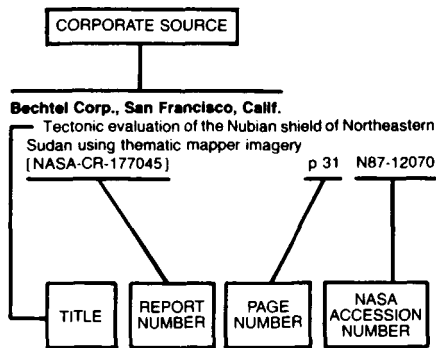 CORPORATE SOURCE
Bechtel Corp., San Francisco, Calif.
Tectonic evaluation of the Nubian shield of Northeastern
Sudan using thematic mapper imagery
[NASA-CR-177045] p 31 N87-12070
TITLE
REPORT
NUMBER
PAGE
NUMBER
NASA
ACCESSION
NUMBER